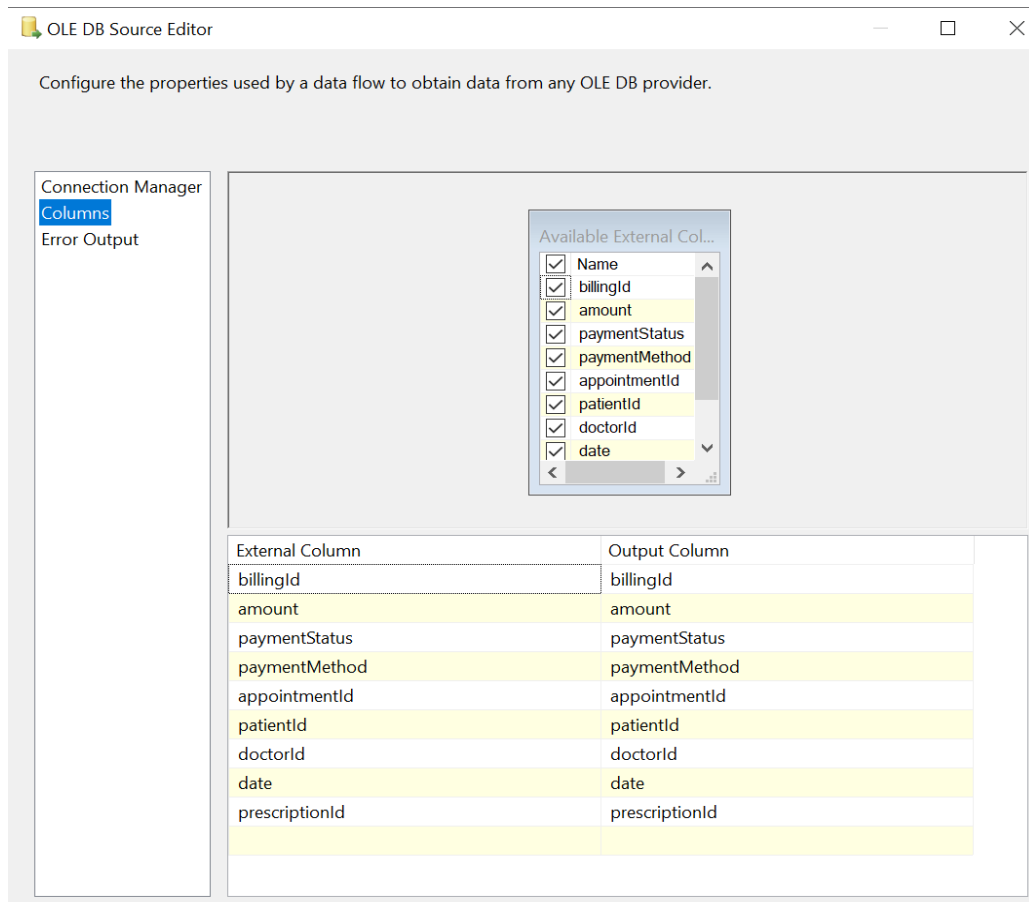 OLE DB Source Editor
Configure the properties used by a data flow to obtain data from any OLE DB provider.
Connection Manager
Columns
Error Output
Available External Col...
Name
billingId
amount
paymentStatus
paymentMethod
appointmentId
patientId
doctorId
date
External Column Output Column
billingId billingId
amount amount
paymentStatus paymentStatus
paymentMethod paymentMethod
appointmentId appointmentId
patientId patientId
doctorId doctorId
date date
prescriptionId prescriptionId